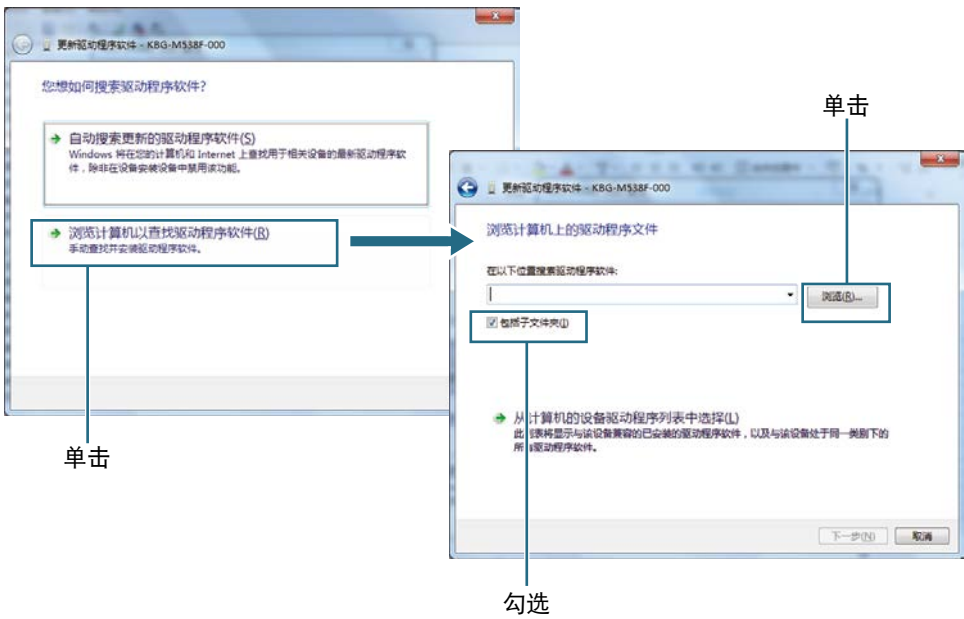 更新驱动程序软件 - KBG-M538F-000
您想如何搜索驱动程序软件?
自动搜索更新的驱动程序软件(S)
Windows 将在您的计算机和 Internet 上查找用于相关设备的最新驱动程序软
件，除非在设备安装设备中禁用该功能。
浏览计算机以查找驱动程序软件(R)
手动查找并安装驱动程序软件。
单击
单击
更新驱动程序软件 - KBG-M538F-000
浏览计算机上的驱动程序文件
在以下位置搜索驱动程序软件:
浏览(R)...
包括子文件夹(I)
从计算机的设备驱动程序列表中选择(L)
此列表将显示与该设备兼容的已安装的驱动程序软件，以及与该设备处于同一类别下的
所有驱动程序软件。
下一步(N)
取消
勾选